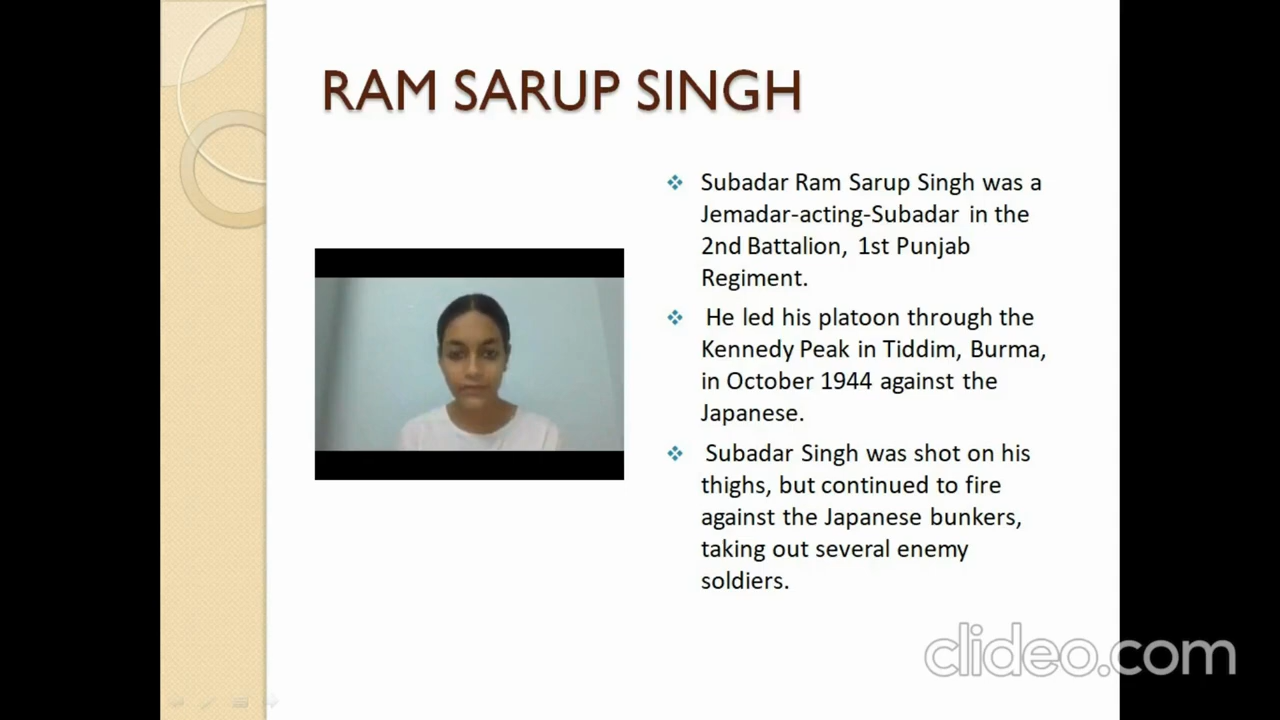 RAM SARUP SINGH
Subadar Ram Sarup Singh was a
Jemadar-acting-Subadar in the
2nd Battalion, 1st Punjab
Regiment.
He led his platoon through the
Kennedy Peak in Tiddim, Burma,
in October 1944 against the
Japanese.
Subadar Singh was shot on his
thighs, but continued to fire
against the Japanese bunkers,
taking out several enemy
soldiers.
clideo.com